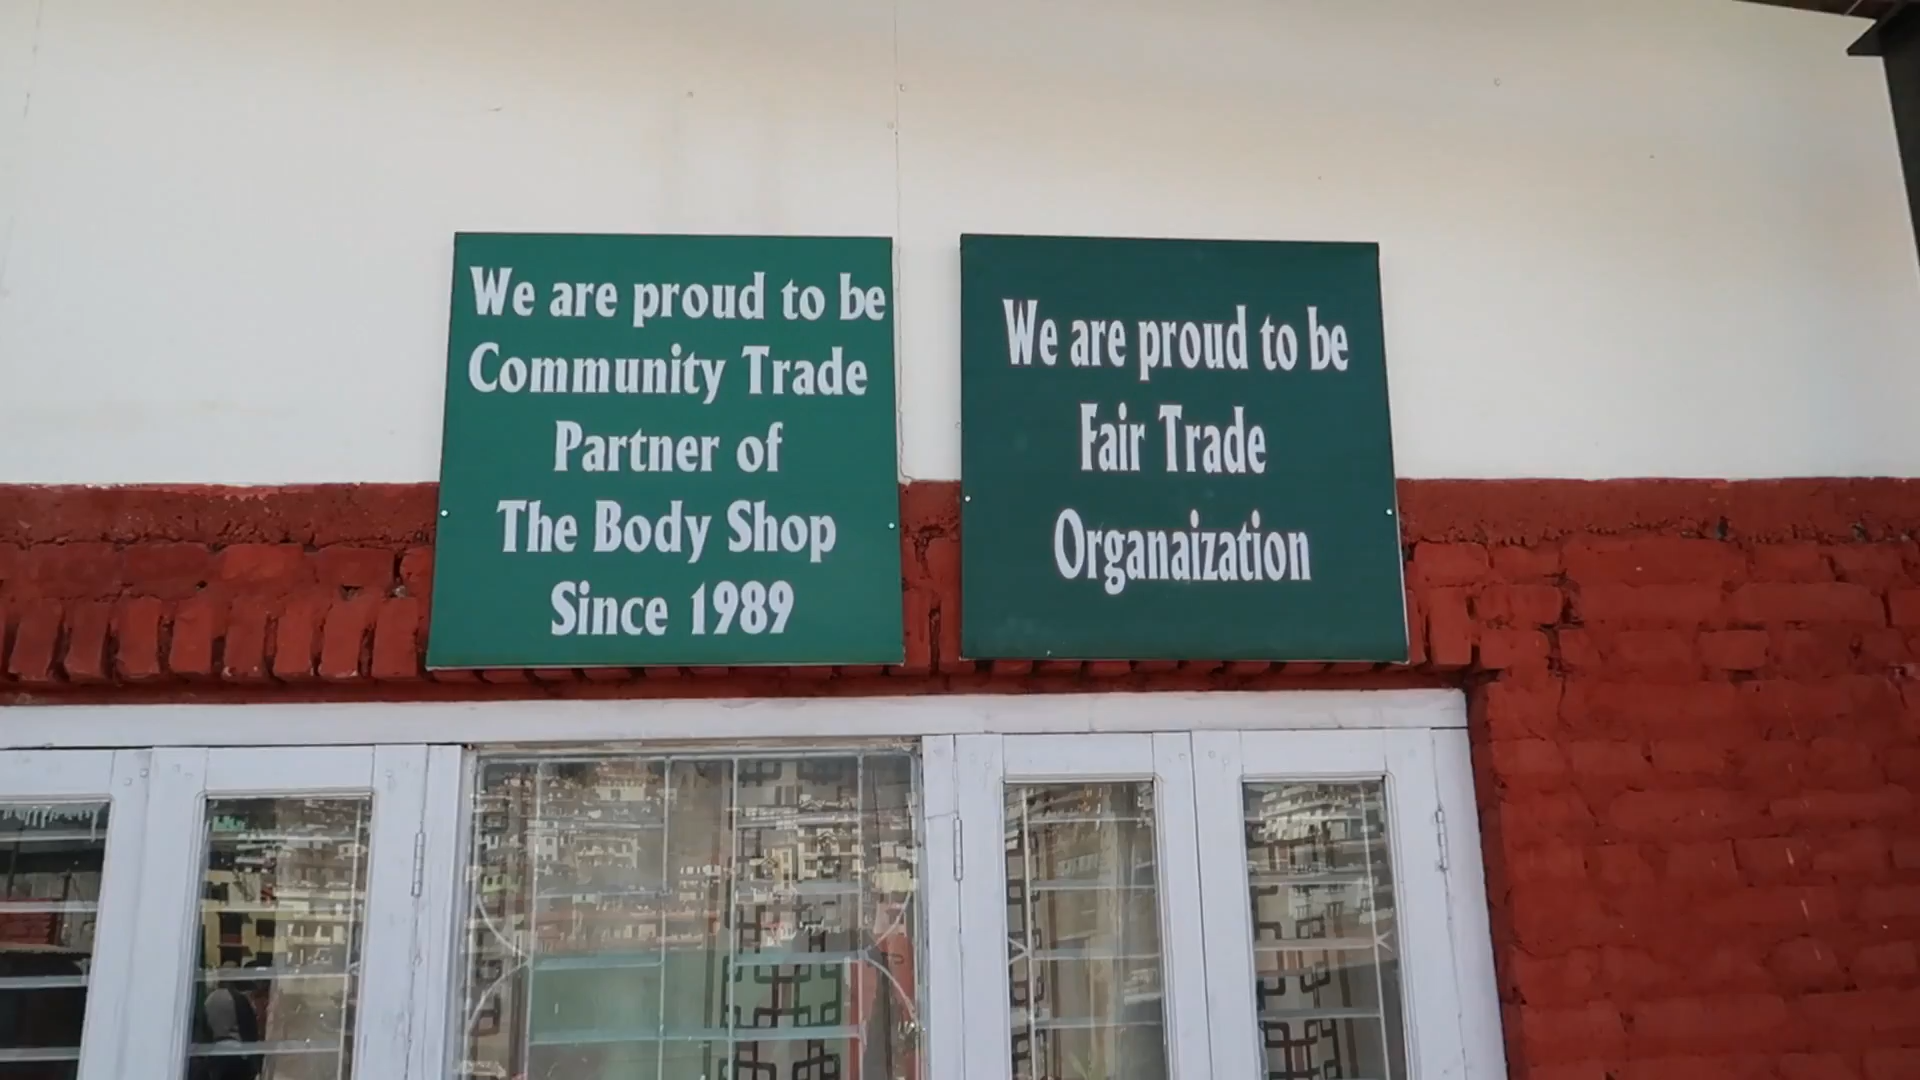 We are proud to be
Community Trade
Partner of
The Body Shop
Since 1989
We are proud to be
Fair Trade
Organaization